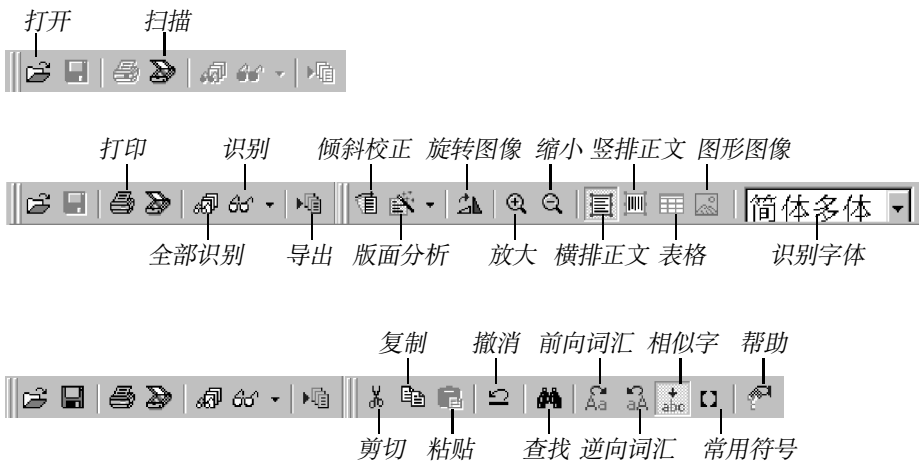 打开 扫描
打印 识别 倾斜校正 旋转图像 缩小 竖排正文 图形图像
简体多体
全部识别 导出 版面分析 放大 横排正文 表格 识别字体
复制 撤消 前向词汇 相似字 帮助
Aa aA abc
剪切 粘贴 查找 逆向词汇 常用符号